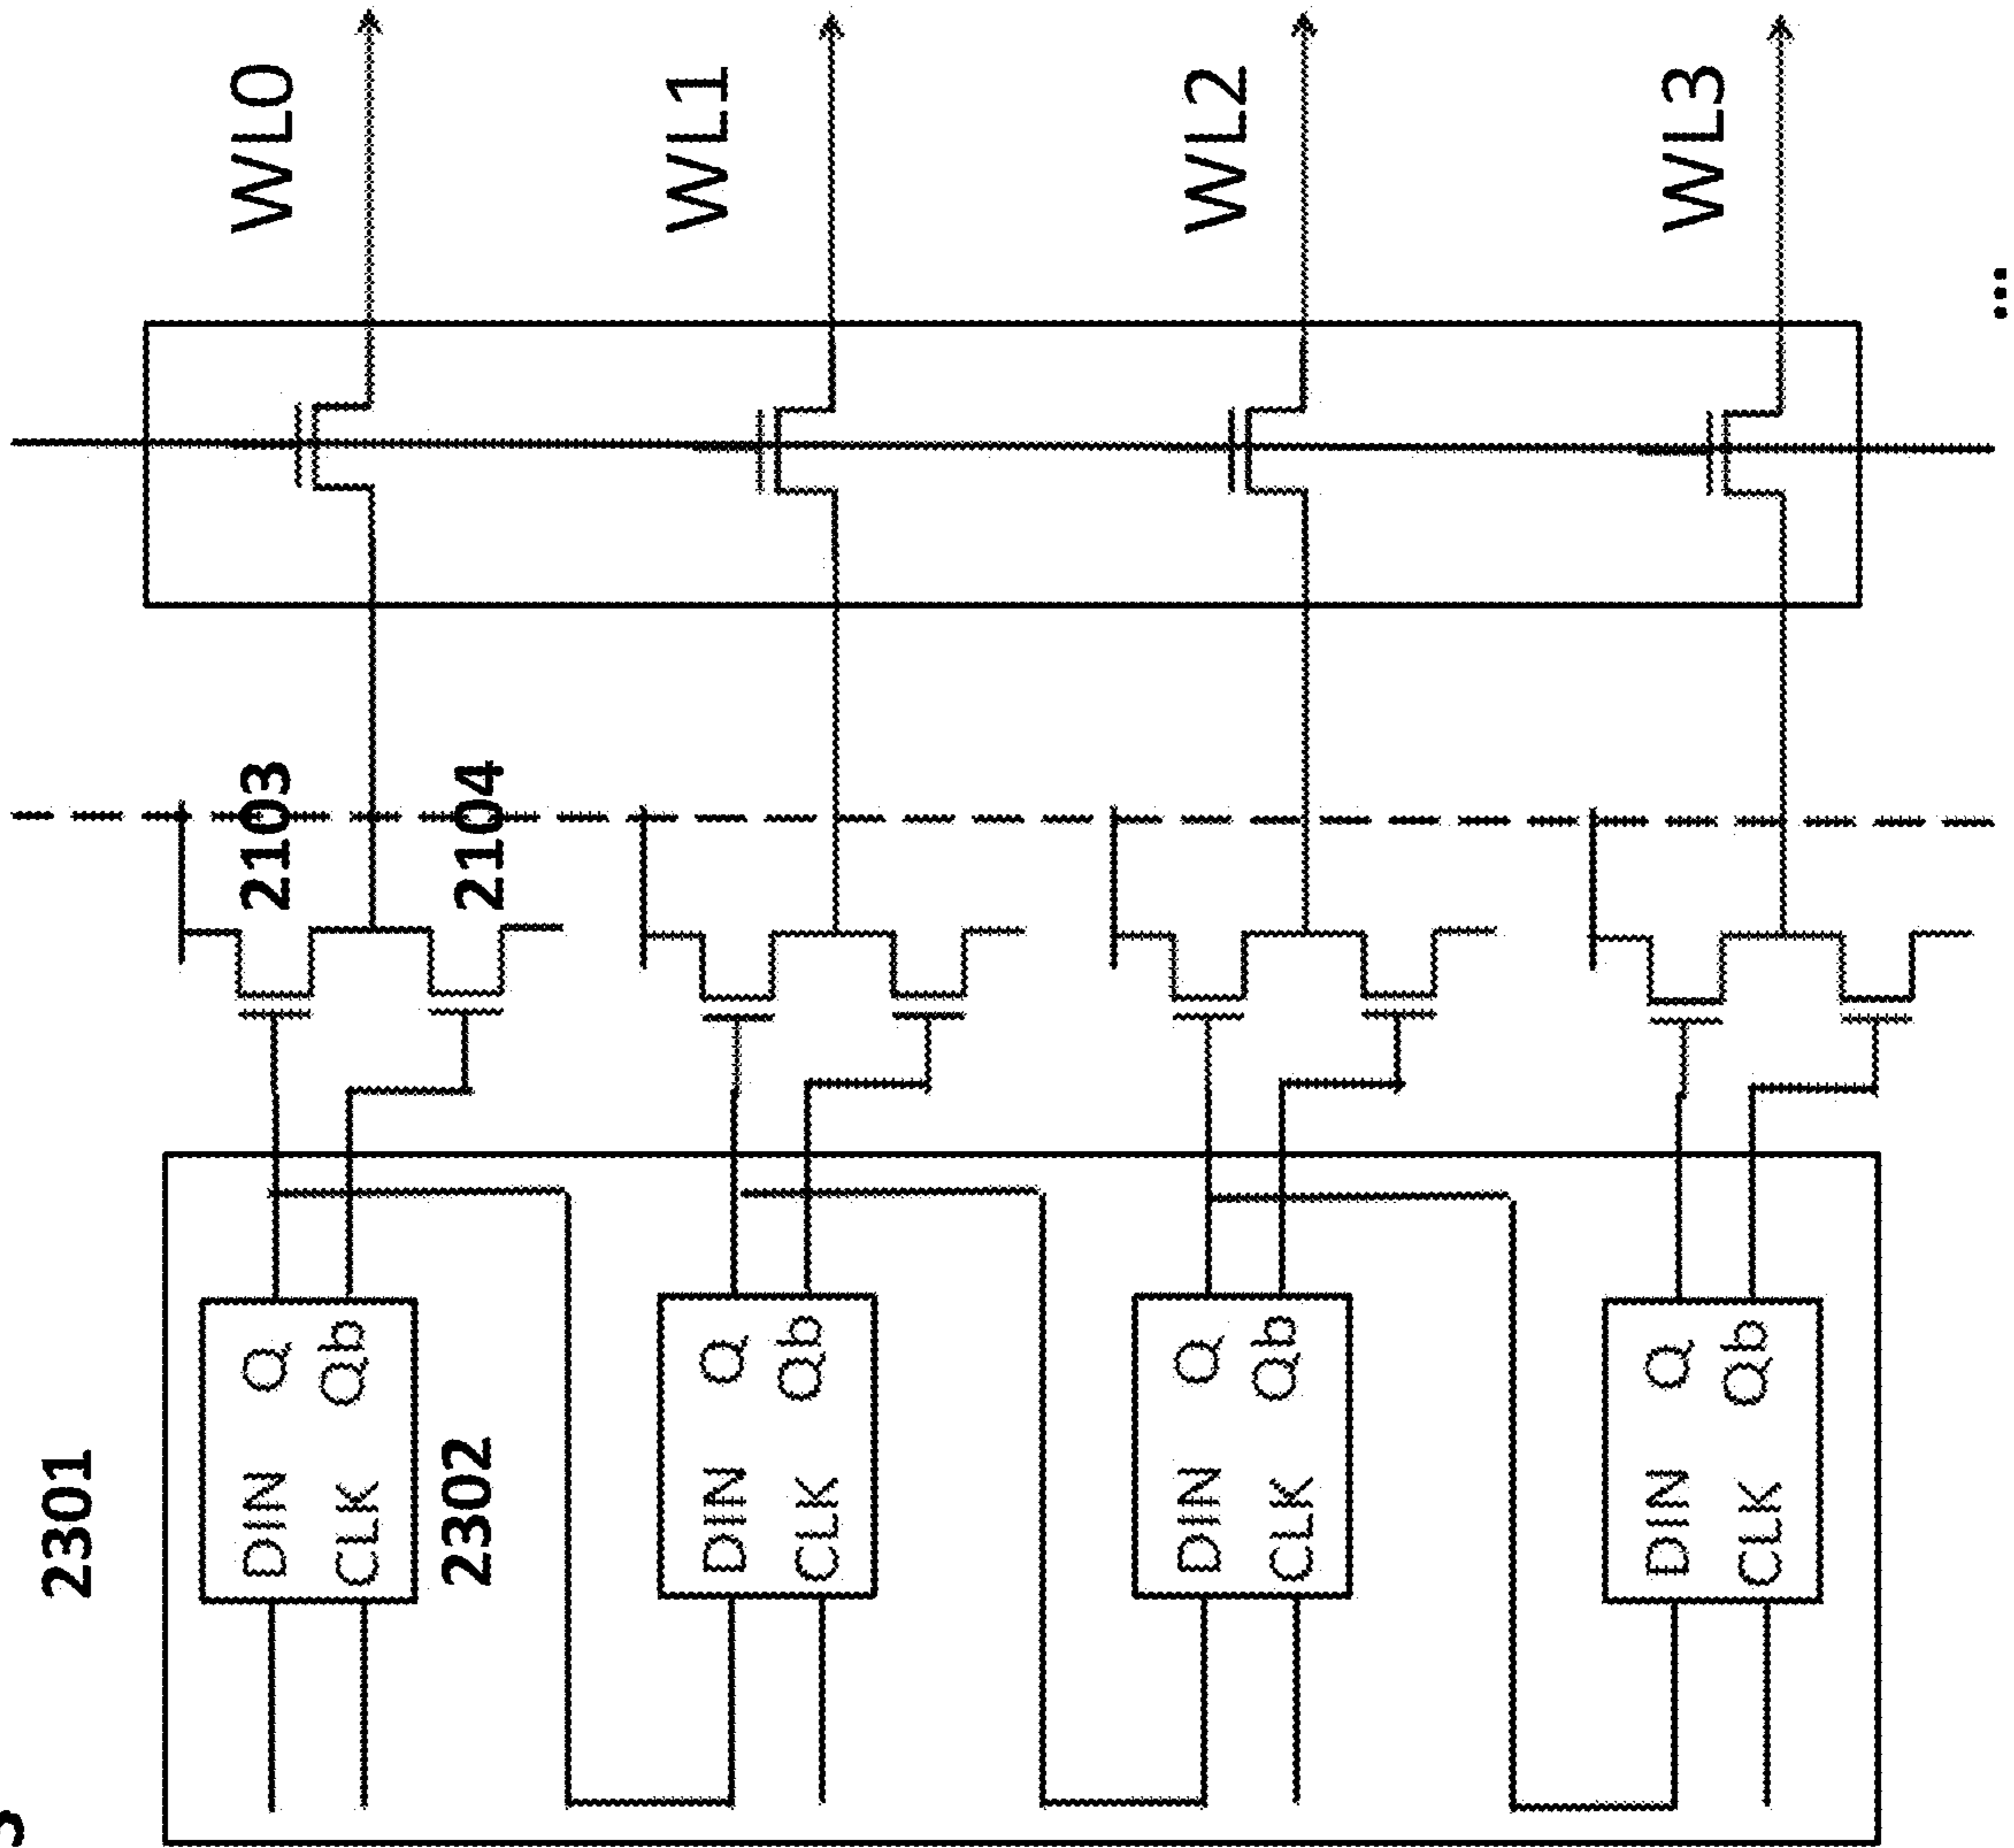 2301
DIN Q
CLK Qb
2302
2103
2104
WL0
DIN Q
CLK Qb
WL1
DIN Q
CLK Qb
WL2
DIN Q
CLK Qb
WL3
...